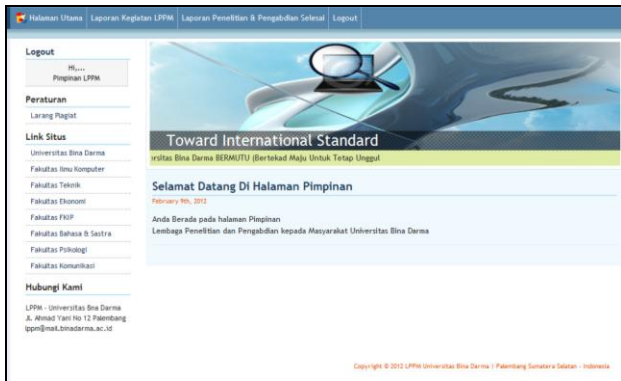 Halaman Utama Laporan Kegiatan LPPM Laporan Penelitian & Pengabdian Selesai Logout
Logout
Hi,...
Pimpinan LPPM
Peraturan
Larang Plagiat
Link Situs
Universitas Bina Darma
Fakultas Ilmu Komputer
Fakultas Teknik
Fakultas Ekonomi
Fakultas FKIP
Fakultas Bahasa & Sastra
Fakultas Psikologi
Fakultas Komunikasi
Hubungi Kami
LPPM - Universitas Bina Darma
Jl. Ahmad Yani No 12 Palembang
lppm@mail.binadarma.ac.id
Toward International Standard
rsitas Bina Darma BERMUTU (Bertekad Maju Untuk Tetap Unggul
Selamat Datang Di Halaman Pimpinan
February 9th, 2012
Anda Berada pada halaman Pimpinan
Lembaga Penelitian dan Pengabdian kepada Masyarakat Universitas Bina Darma
Copyright © 2012 LPPM Universitas Bina Darma | Palembang Sumatera Selatan - Indonesia